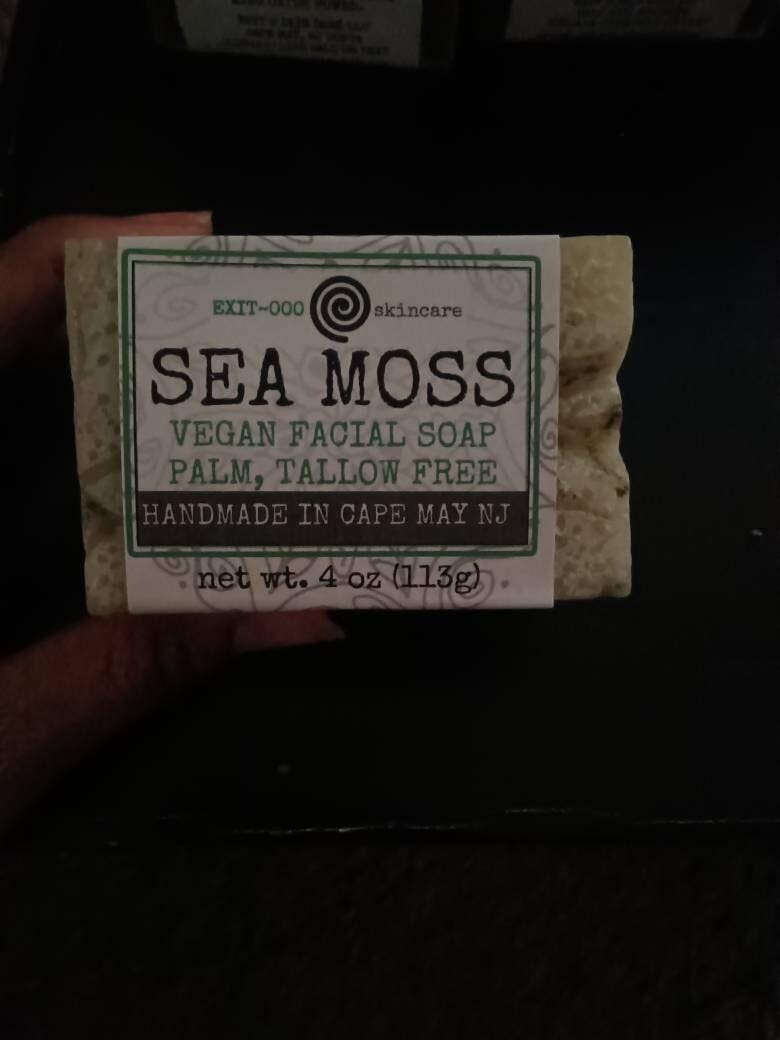 EXIT~000 skincare
SEA MOSS
VEGAN FACIAL SOAP
PALM, TALLOW FREE
HANDMADE IN CAPE MAY NJ
net wt. 4 oz (113g)